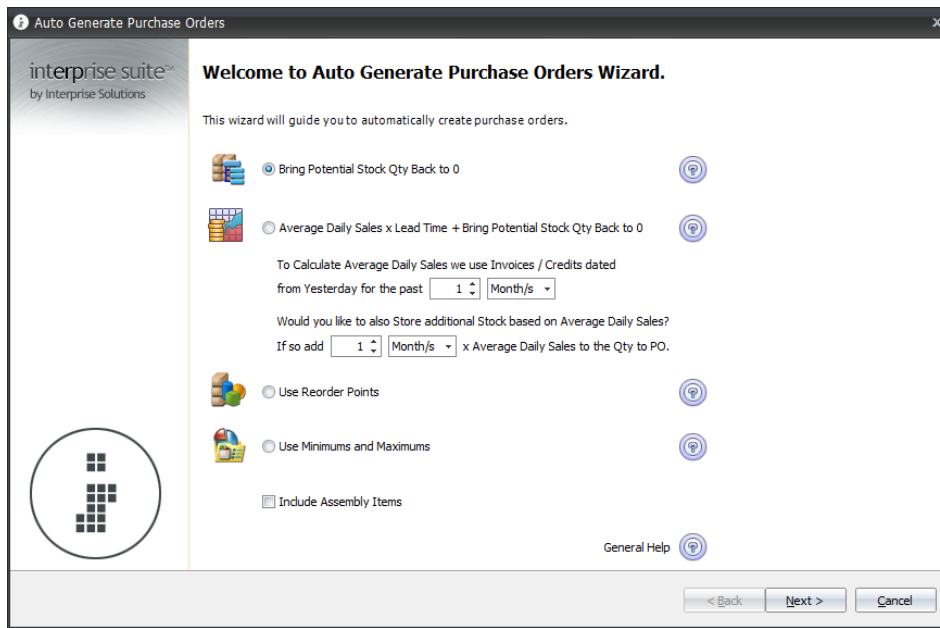 Auto Generate Purchase Orders
interprise suite™
by Interprise Solutions
Welcome to Auto Generate Purchase Orders Wizard.
This wizard will guide you to automatically create purchase orders.
Bring Potential Stock Qty Back to 0
Average Daily Sales x Lead Time + Bring Potential Stock Qty Back to 0
To Calculate Average Daily Sales we use Invoices / Credits dated
from Yesterday for the past 1 Month/s
Would you like to also Store additional Stock based on Average Daily Sales?
If so add 1 Month/s x Average Daily Sales to the Qty to PO.
Use Reorder Points
Use Minimums and Maximums
Include Assembly Items
General Help
< Back Next > Cancel